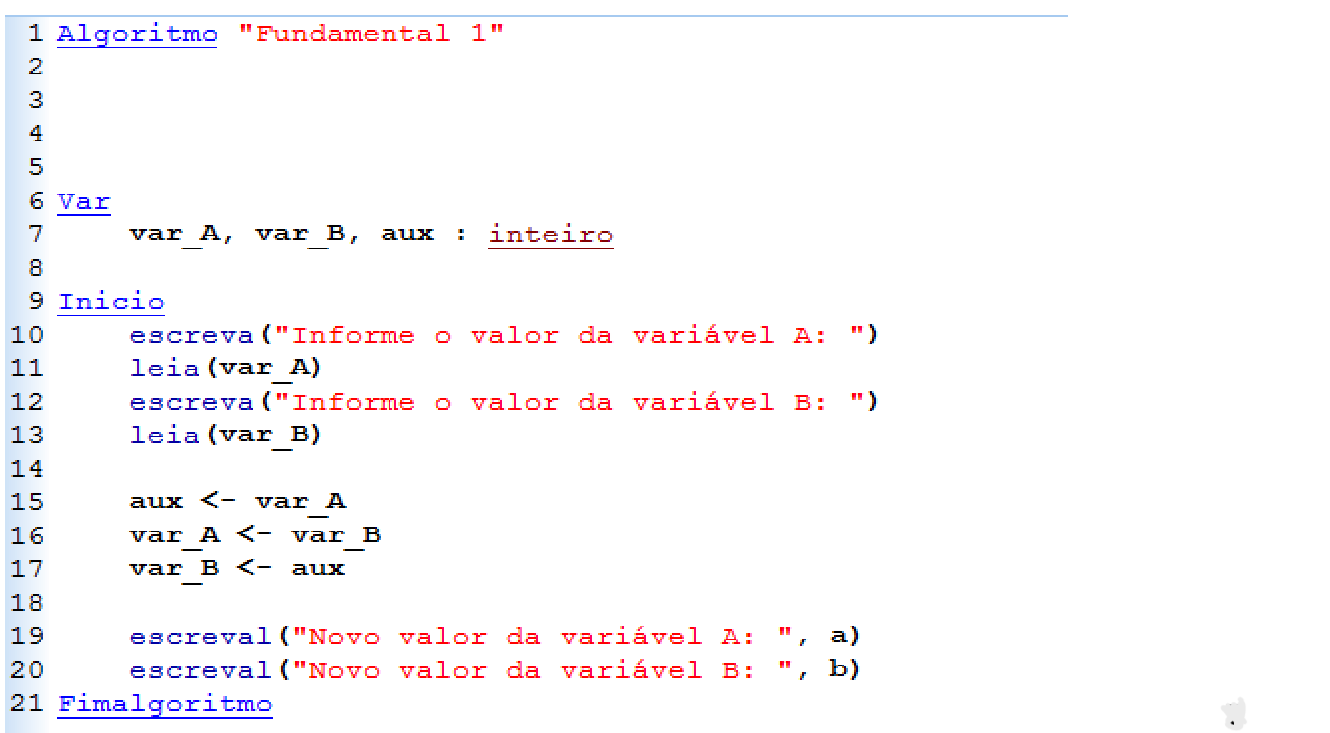 1 Algoritmo "Fundamental 1"
2
3
4
5
6 Var
7 var_A, var_B, aux : inteiro
8
9 Inicio
10 escreva("Informe o valor da variável A: ")
11 leia(var_A)
12 escreva("Informe o valor da variável B: ")
13 leia(var_B)
14
15 aux <- var_A
16 var_A <- var_B
17 var_B <- aux
18
19 escreval("Novo valor da variável A: ", a)
20 escreval("Novo valor da variável B: ", b)
21 Fimalgoritmo